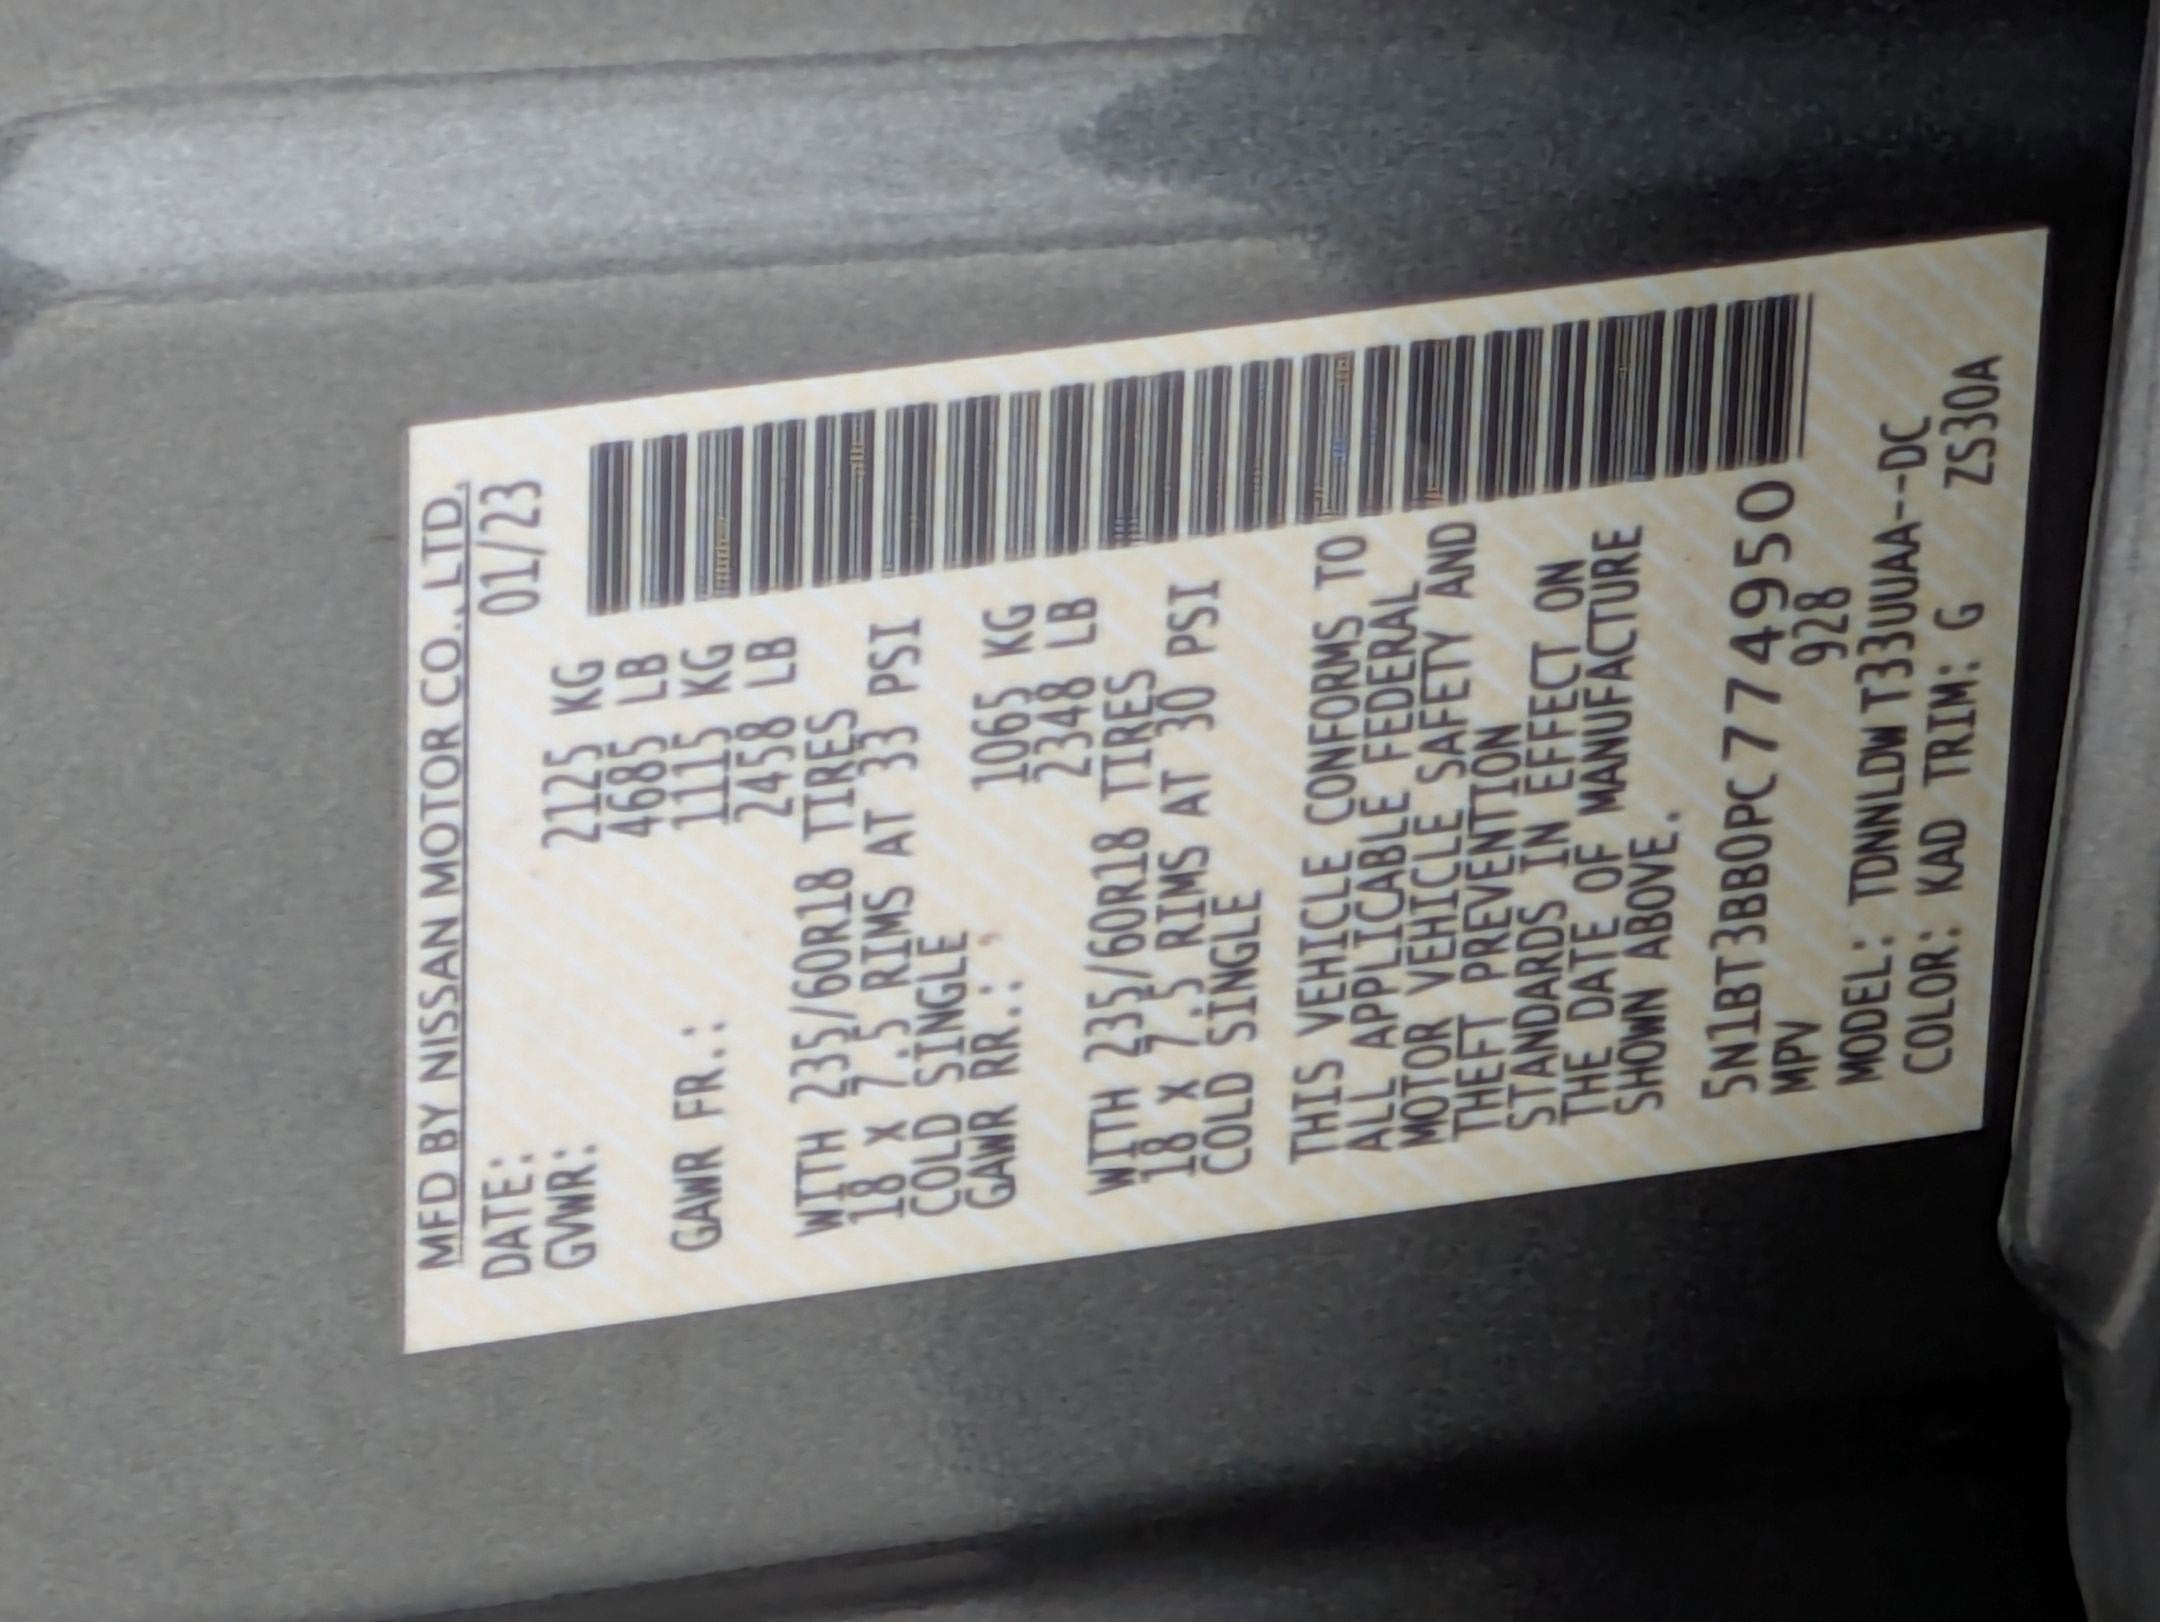 MFD BY NISSAN MOTOR CO., LTD.
DATE: 01/23
GVWR: 2125 KG
4685 LB
GAWR FR.: 1115 KG
2458 LB
WITH 235/60R18 TIRES
18 X 7.5 RIMS AT 33 PSI
COLD SINGLE
GAWR RR.: 1065 KG
2348 LB
WITH 235/60R18 TIRES
18 X 7.5 RIMS AT 30 PSI
COLD SINGLE
THIS VEHICLE CONFORMS TO
ALL APPLICABLE FEDERAL
MOTOR VEHICLE SAFETY AND
THEFT PREVENTION
STANDARDS IN EFFECT ON
THE DATE OF MANUFACTURE
SHOWN ABOVE.
5N1BT3BB0PC774950
MPV 928
MODEL: TDNNLDW T33UUAA--DC
COLOR: KAD TRIM: G ZS30A